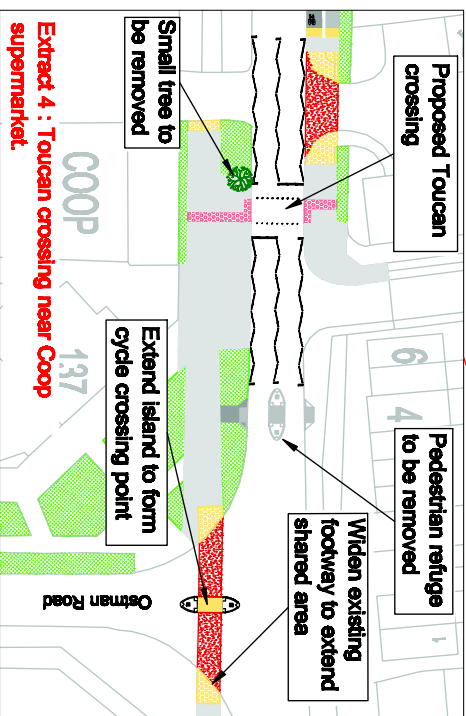 Proposed Toucan
crossing
Small tree to
be removed
6
4
Pedestrian refuge
to be removed
Widen existing
footway to extend
shared area
Extend island to form
cycle crossing point
COOP
137
1
Ostman Road
Extract 4 : Toucan crossing near Coop
supermarket.